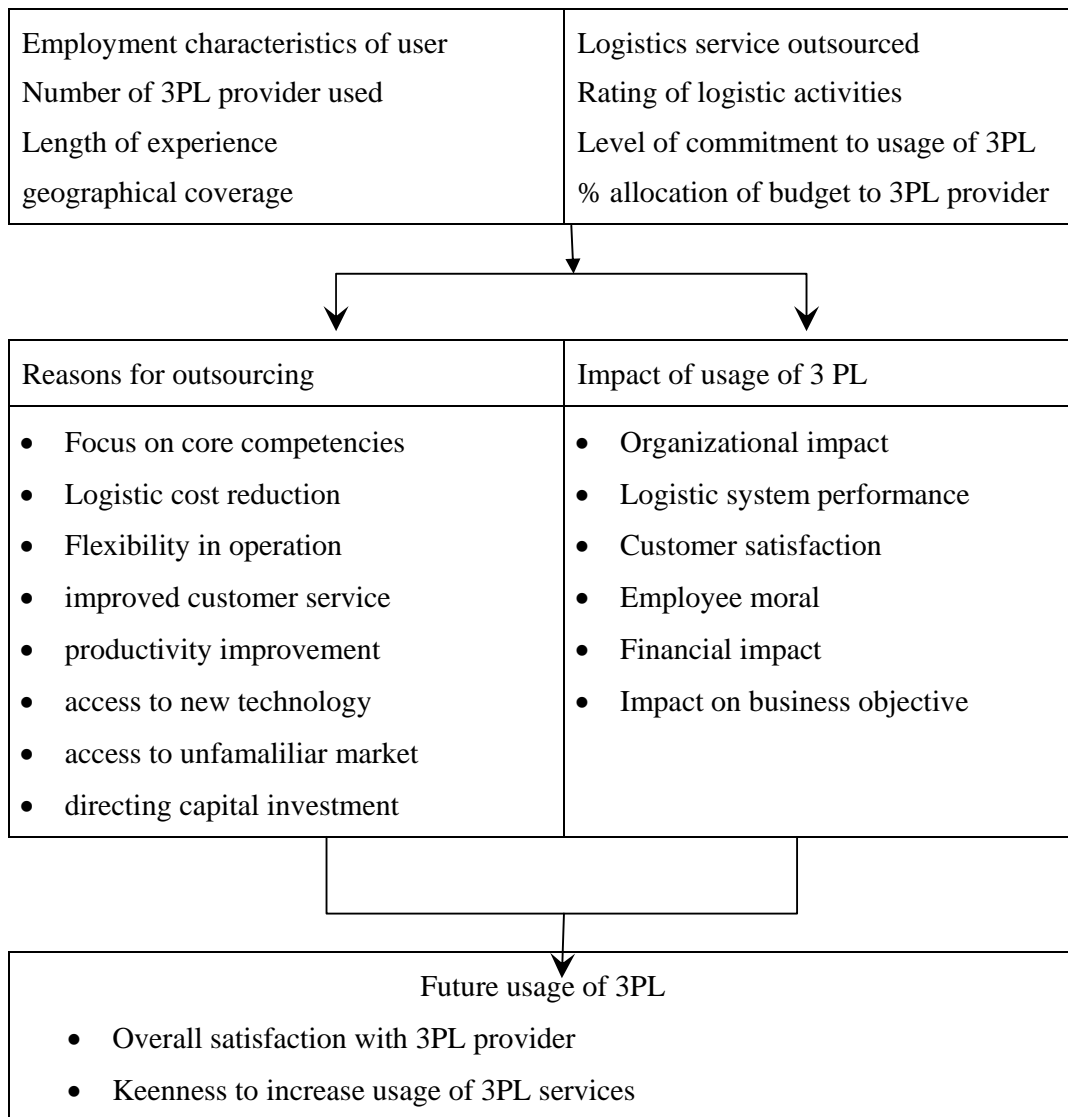 Employment characteristics of user
Number of 3PL provider used
Length of experience
geographical coverage
Logistics service outsourced
Rating of logistic activities
Level of commitment to usage of 3PL
% allocation of budget to 3PL provider
Reasons for outsourcing
• Focus on core competencies
• Logistic cost reduction
• Flexibility in operation
• improved customer service
• productivity improvement
• access to new technology
• access to unfamaliliar market
• directing capital investment
Impact of usage of 3 PL
• Organizational impact
• Logistic system performance
• Customer satisfaction
• Employee moral
• Financial impact
• Impact on business objective
Future usage of 3PL
• Overall satisfaction with 3PL provider
• Keenness to increase usage of 3PL services